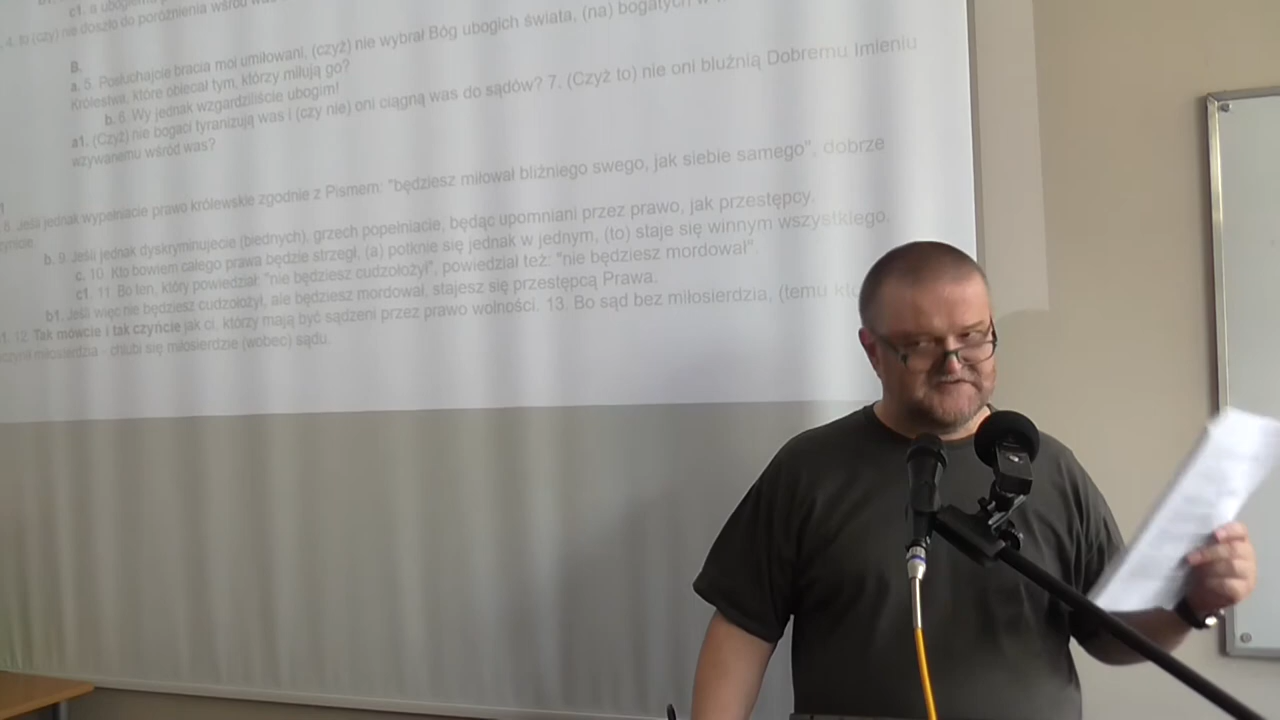 c1. a
4. tu (czy) nie doszło do poróżnienia wśród was
B.
a. 5. Posłuchajcie bracia moi umiłowani, (czyż) nie wybrał Bóg ubogich świata, (na) bogatych w
Królestwa, które obiecał tym, którzy miłują go?
b. 6. Wy jednak wzgardziliście ubogim!
a1. (Czyż) nie bogaci tyranizują was i (czy nie) oni ciągną was do sądów? 7. (Czyż to) nie oni bluźnią Dobremu Imieniu
wzywanemu wśród was?
8. Jeśli jednak wypełniacie prawo królewskie zgodnie z Pismem: "będziesz miłował bliźniego swego, jak siebie samego", dobrze
b. 9. Jeśli jednak dyskryminujecie (biednych), grzech popełniacie, będąc upomniani przez prawo, jak przestępcy.
c. 10. Kto bowiem całego prawa będzie strzegł, (a) potknie się jednak w jednym, (to) staje się winnym wszystkiego.
c1. 11. Bo ten, który powiedział: "nie będziesz cudzołożył", powiedział też: "nie będziesz mordował".
b1. Jeśli więc nie będziesz cudzołożył, ale będziesz mordował, stajesz się przestępcą Prawa.
12. Tak mówcie i tak czyńcie jak ci, którzy mają być sądzeni przez prawo wolności. 13. Bo sąd bez miłosierdzia, (temu
miłosierdzia - chlubi się miłosierdzie (wobec) sądu.